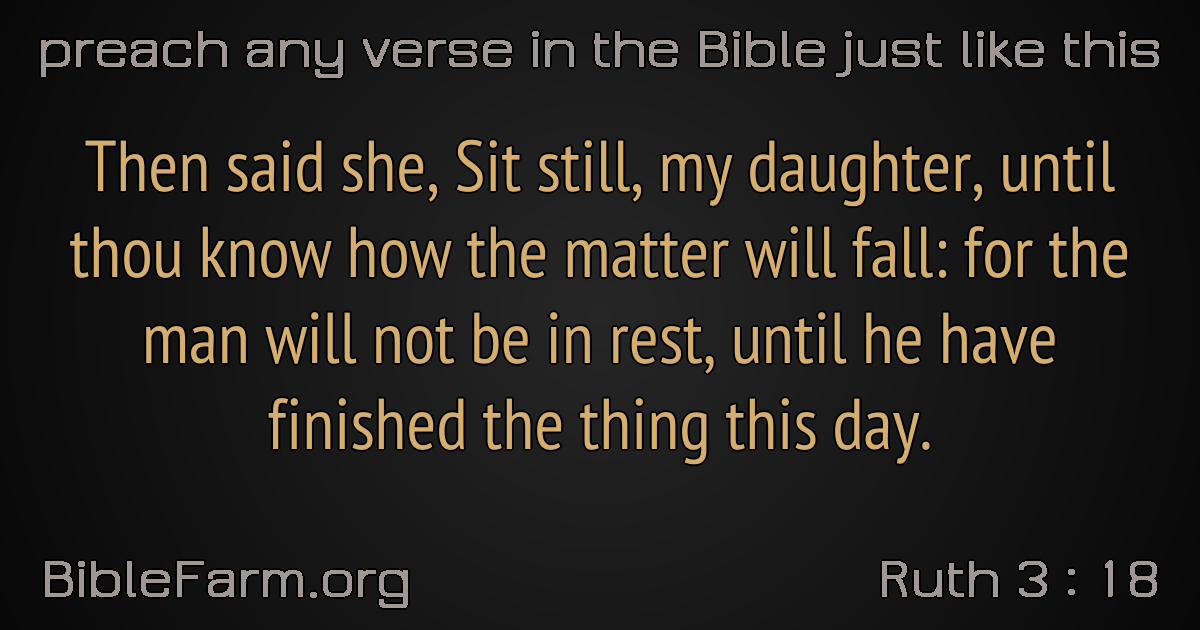 preach any verse in the Bible just like this
Then said she, Sit still, my daughter, until
thou know how the matter will fall: for the
man will not be in rest, until he have
finished the thing this day.
BibleFarm.org
Ruth 3 : 18